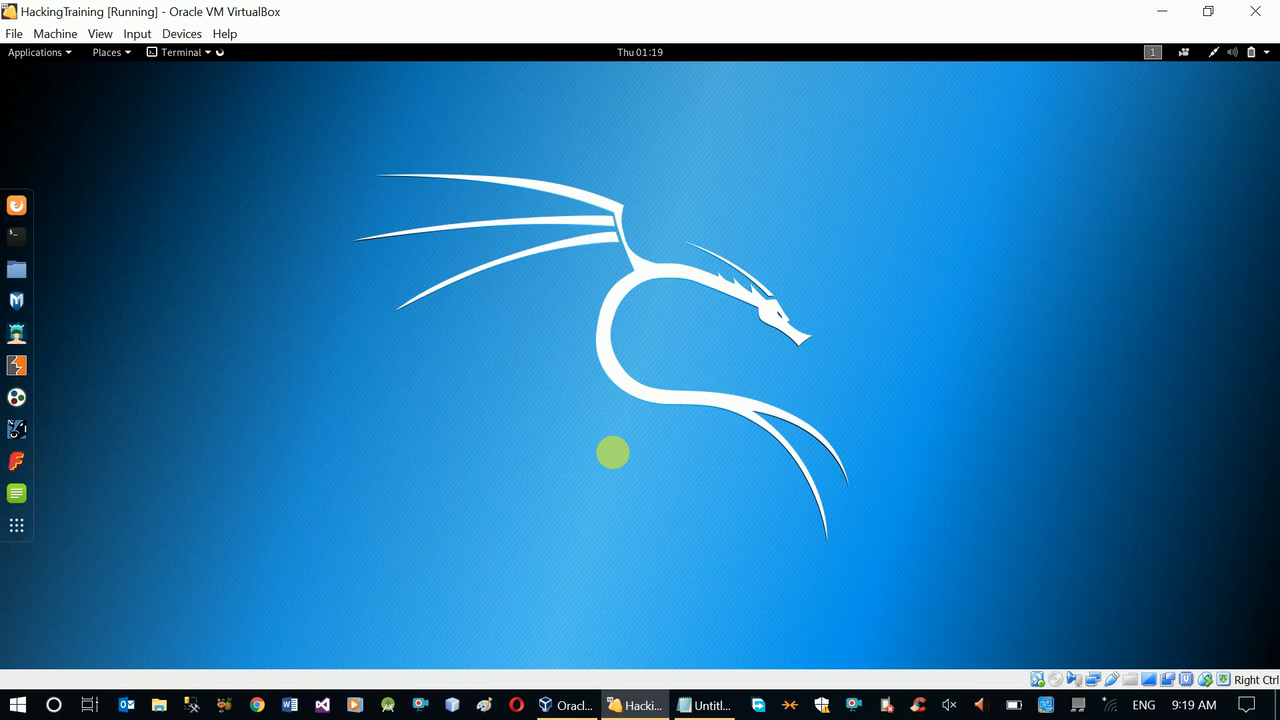 HackingTraining [Running] - Oracle VM VirtualBox
File Machine View Input Devices Help
Applications Places Terminal Thu 01:19 1
Right Ctrl
Oracl... Hacki... Untitl... ENG 9:19 AM